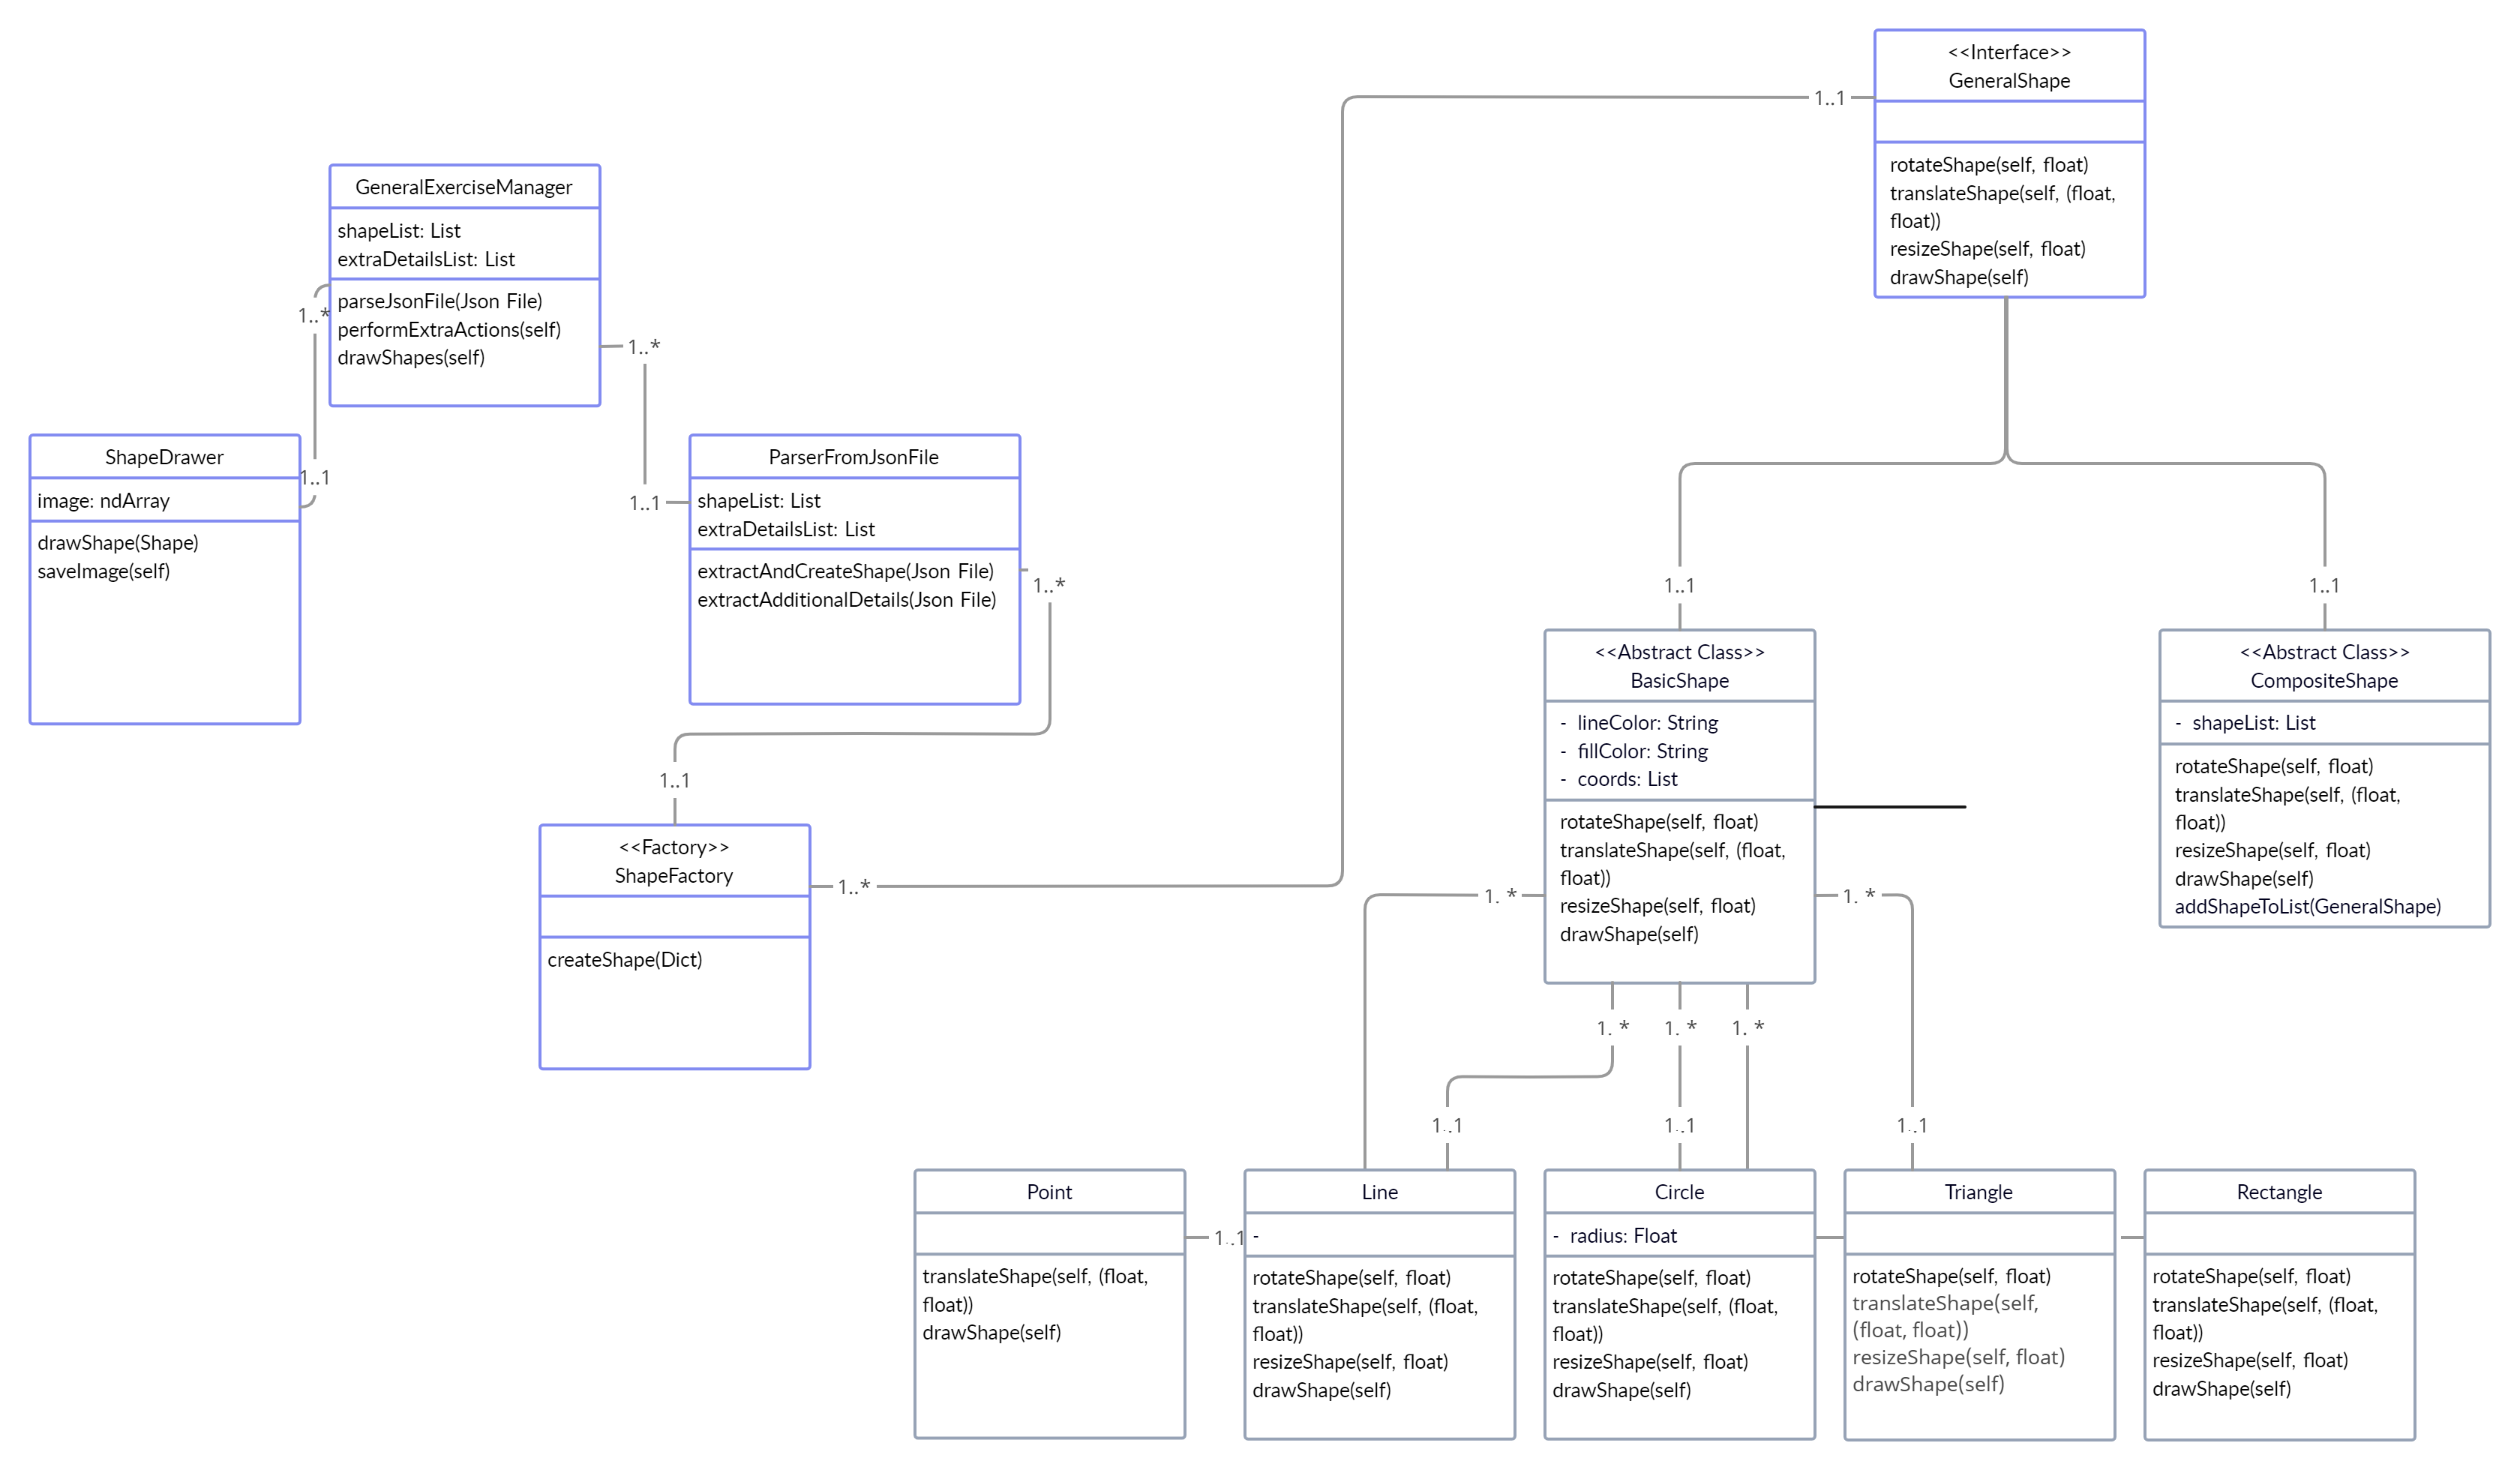 <<Interface>>
GeneralShape
rotateShape(self, float)
translateShape(self, (float,
float))
resizeShape(self, float)
drawShape(self)
1..1
GeneralExerciseManager
shapeList: List
extraDetailsList: List
parseJsonFile(Json File)
performExtraActions(self)
drawShapes(self)
1..*
1..*
1..1
ShapeDrawer
image: ndArray
drawShape(Shape)
saveImage(self)
1..1
ParserFromJsonFile
shapeList: List
extraDetailsList: List
extractAndCreateShape(Json File)
extractAdditionalDetails(Json File)
1..*
1..1
<<Factory>>
ShapeFactory
createShape(Dict)
1..*
1..1
1..1
<<Abstract Class>>
BasicShape
- lineColor: String
- fillColor: String
- coords: List
rotateShape(self, float)
translateShape(self, (float,
float))
resizeShape(self, float)
drawShape(self)
<<Abstract Class>>
CompositeShape
- shapeList: List
rotateShape(self, float)
translateShape(self, (float,
float))
resizeShape(self, float)
drawShape(self)
addShapeToList(GeneralShape)
1. *
1. *
1. *
1. *
1. *
1..1
1..1
1..1
Point
translateShape(self, (float,
float))
drawShape(self)
1..1
Line
-
rotateShape(self, float)
translateShape(self, (float,
float))
resizeShape(self, float)
drawShape(self)
Circle
- radius: Float
rotateShape(self, float)
translateShape(self, (float,
float))
resizeShape(self, float)
drawShape(self)
Triangle
rotateShape(self, float)
translateShape(self,
(float, float))
resizeShape(self, float)
drawShape(self)
Rectangle
rotateShape(self, float)
translateShape(self, (float,
float))
resizeShape(self, float)
drawShape(self)